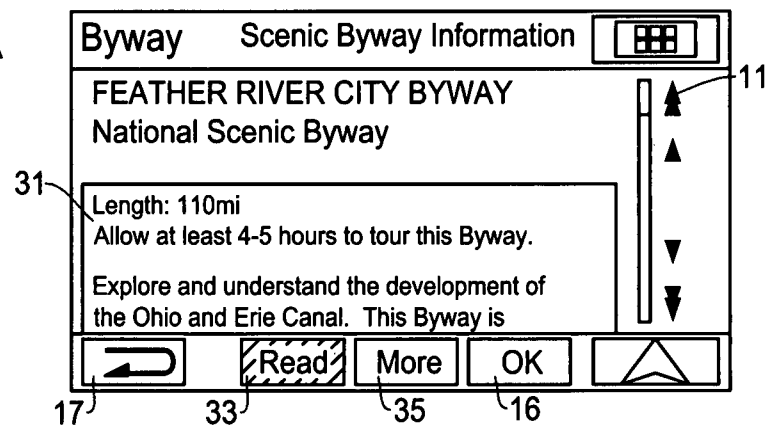 Byway Scenic Byway Information
11
FEATHER RIVER CITY BYWAY
National Scenic Byway
31
Length: 110mi
Allow at least 4-5 hours to tour this Byway.
Explore and understand the development of
the Ohio and Erie Canal. This Byway is
Read More OK
17 33 35 16